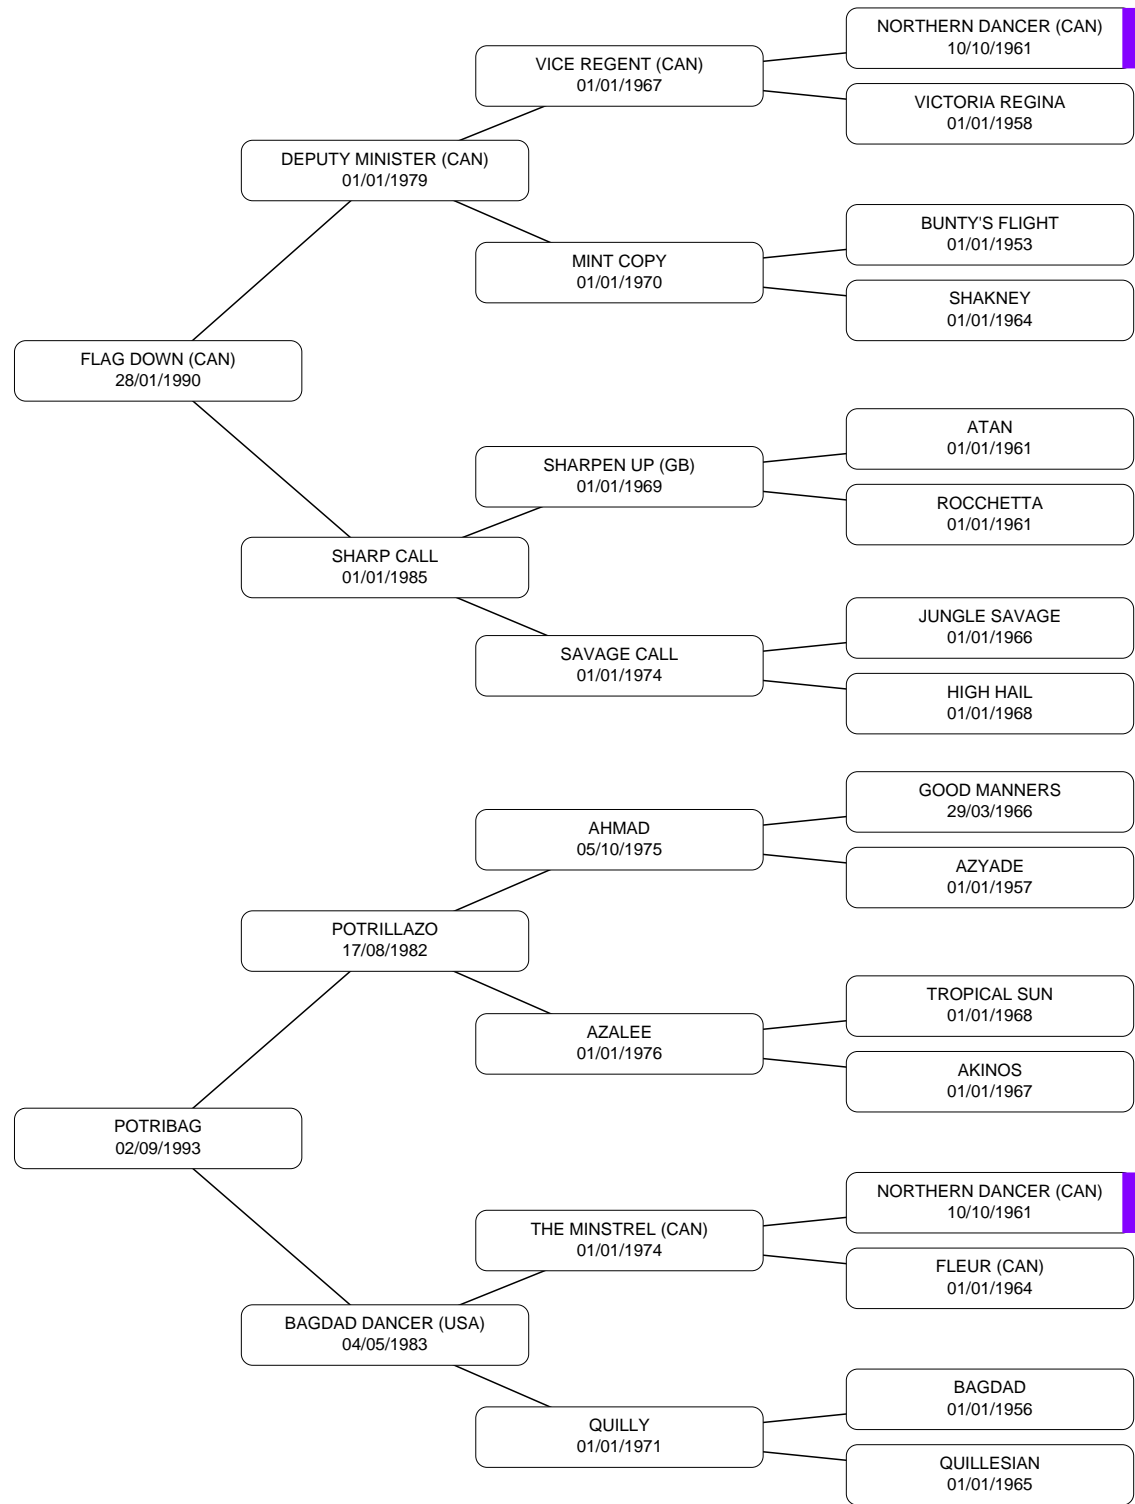 NORTHERN DANCER (CAN)
10/10/1961
VICE REGENT (CAN)
01/01/1967
VICTORIA REGINA
01/01/1958
DEPUTY MINISTER (CAN)
01/01/1979
BUNTY'S FLIGHT
01/01/1953
MINT COPY
01/01/1970
SHAKNEY
01/01/1964
FLAG DOWN (CAN)
28/01/1990
ATAN
01/01/1961
SHARPEN UP (GB)
01/01/1969
ROCCHETTA
01/01/1961
SHARP CALL
01/01/1985
JUNGLE SAVAGE
01/01/1966
SAVAGE CALL
01/01/1974
HIGH HAIL
01/01/1968
GOOD MANNERS
29/03/1966
AHMAD
05/10/1975
AZYADE
01/01/1957
POTRILLAZO
17/08/1982
TROPICAL SUN
01/01/1968
AZALEE
01/01/1976
AKINOS
01/01/1967
POTRIBAG
02/09/1993
NORTHERN DANCER (CAN)
10/10/1961
THE MINSTREL (CAN)
01/01/1974
FLEUR (CAN)
01/01/1964
BAGDAD DANCER (USA)
04/05/1983
BAGDAD
01/01/1956
QUILLY
01/01/1971
QUILLESIAN
01/01/1965